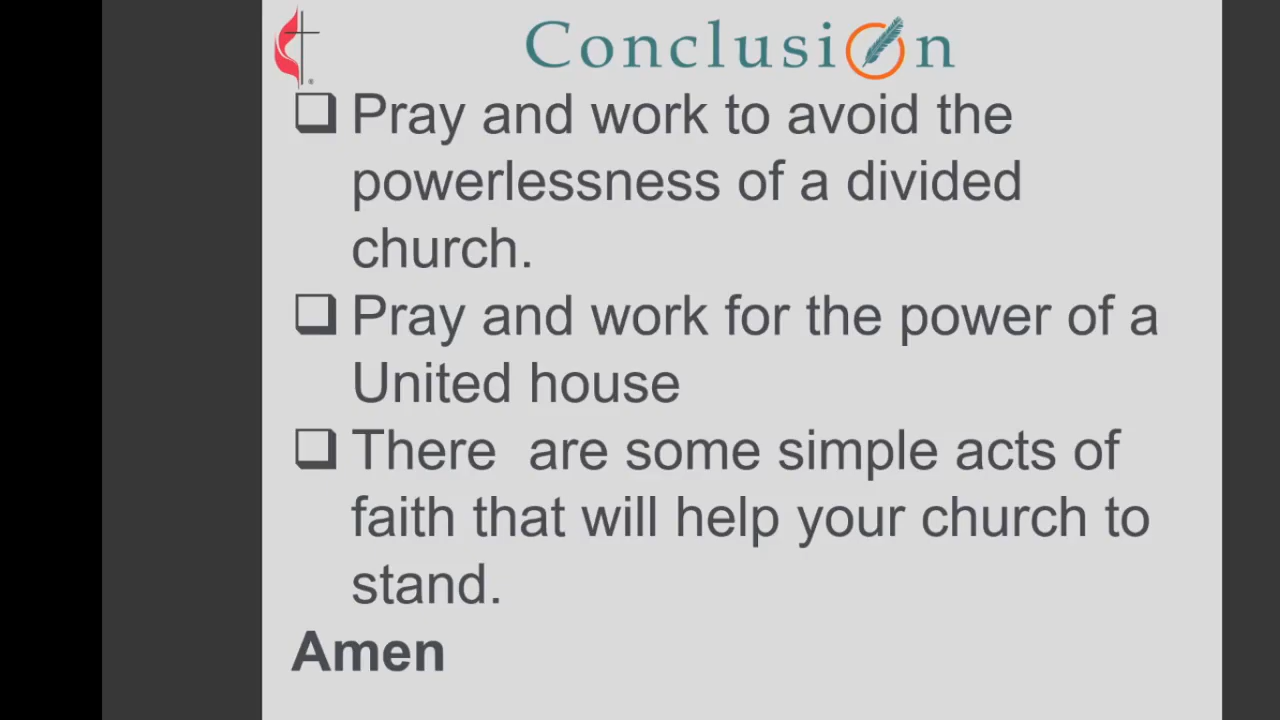 Conclusion
❑ Pray and work to avoid the
powerlessness of a divided
church.
❑ Pray and work for the power of a
United house
❑ There  are some simple acts of
faith that will help your church to
stand.
Amen